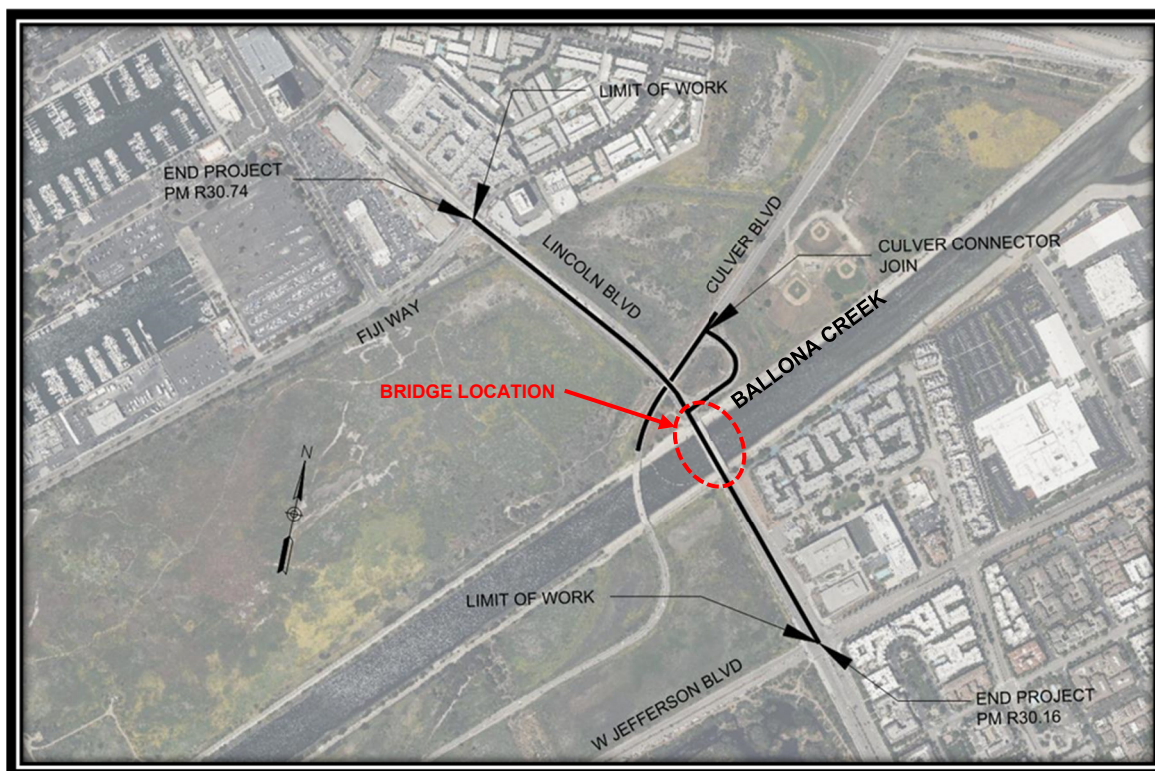 LIMIT OF WORK
END PROJECT
PM R30.74
LINCOLN BLVD
CULVER BLVD
CULVER CONNECTOR
JOIN
FIJI WAY
BALLONA CREEK
BRIDGE LOCATION
N
LIMIT OF WORK
W JEFFERSON BLVD
END PROJECT
PM R30.16